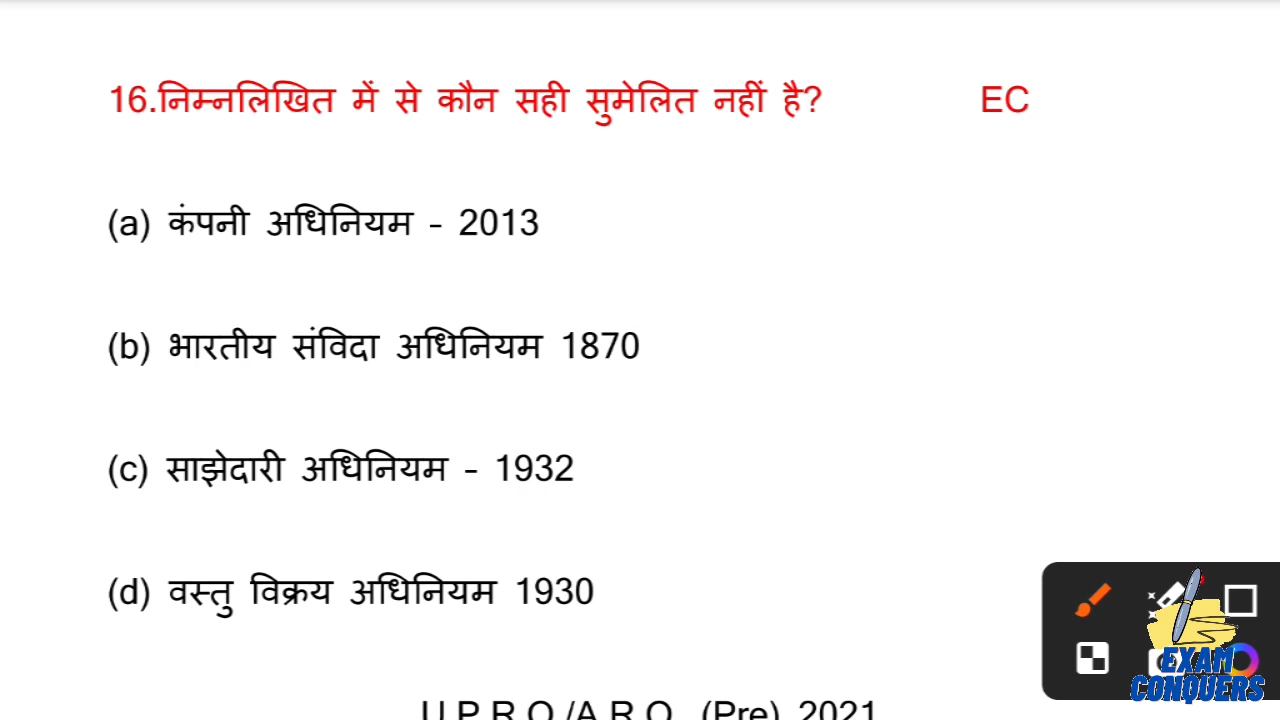 16.निम्नलिखित में से कौन सही सुमेलित नहीं है? EC
(a) कंपनी अधिनियम - 2013
(b) भारतीय संविदा अधिनियम 1870
(c) साझेदारी अधिनियम - 1932
(d) वस्तु विक्रय अधिनियम 1930
U.P.R.O./A.R.O. (Pre) 2021
EXAM
CONQUERS